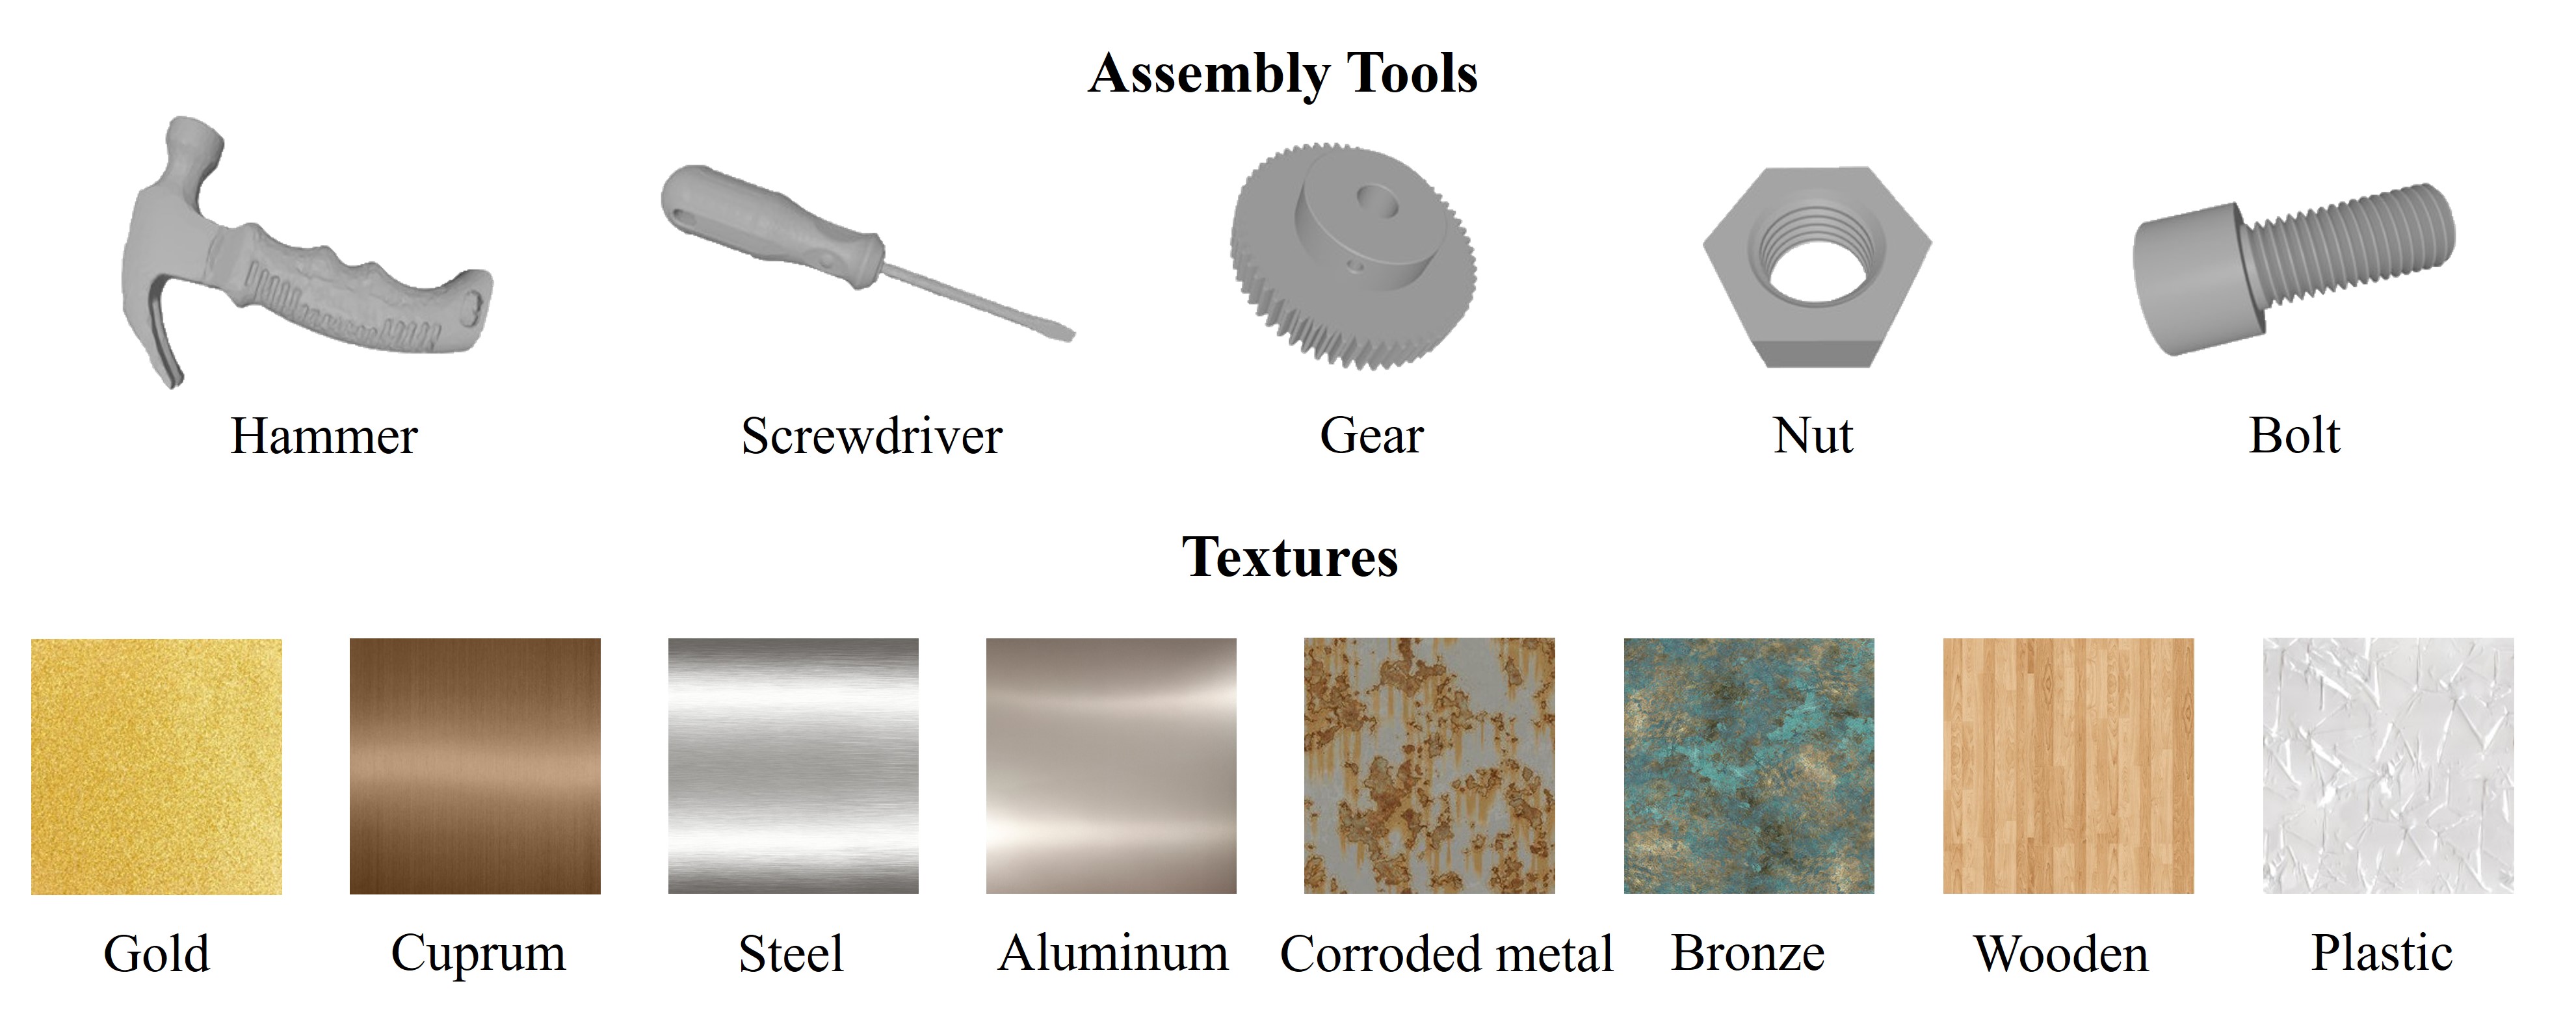 Assembly Tools
Hammer
Screwdriver
Gear
Nut
Bolt
Textures
Gold
Cuprum
Steel
Aluminum
Corroded metal
Bronze
Wooden
Plastic